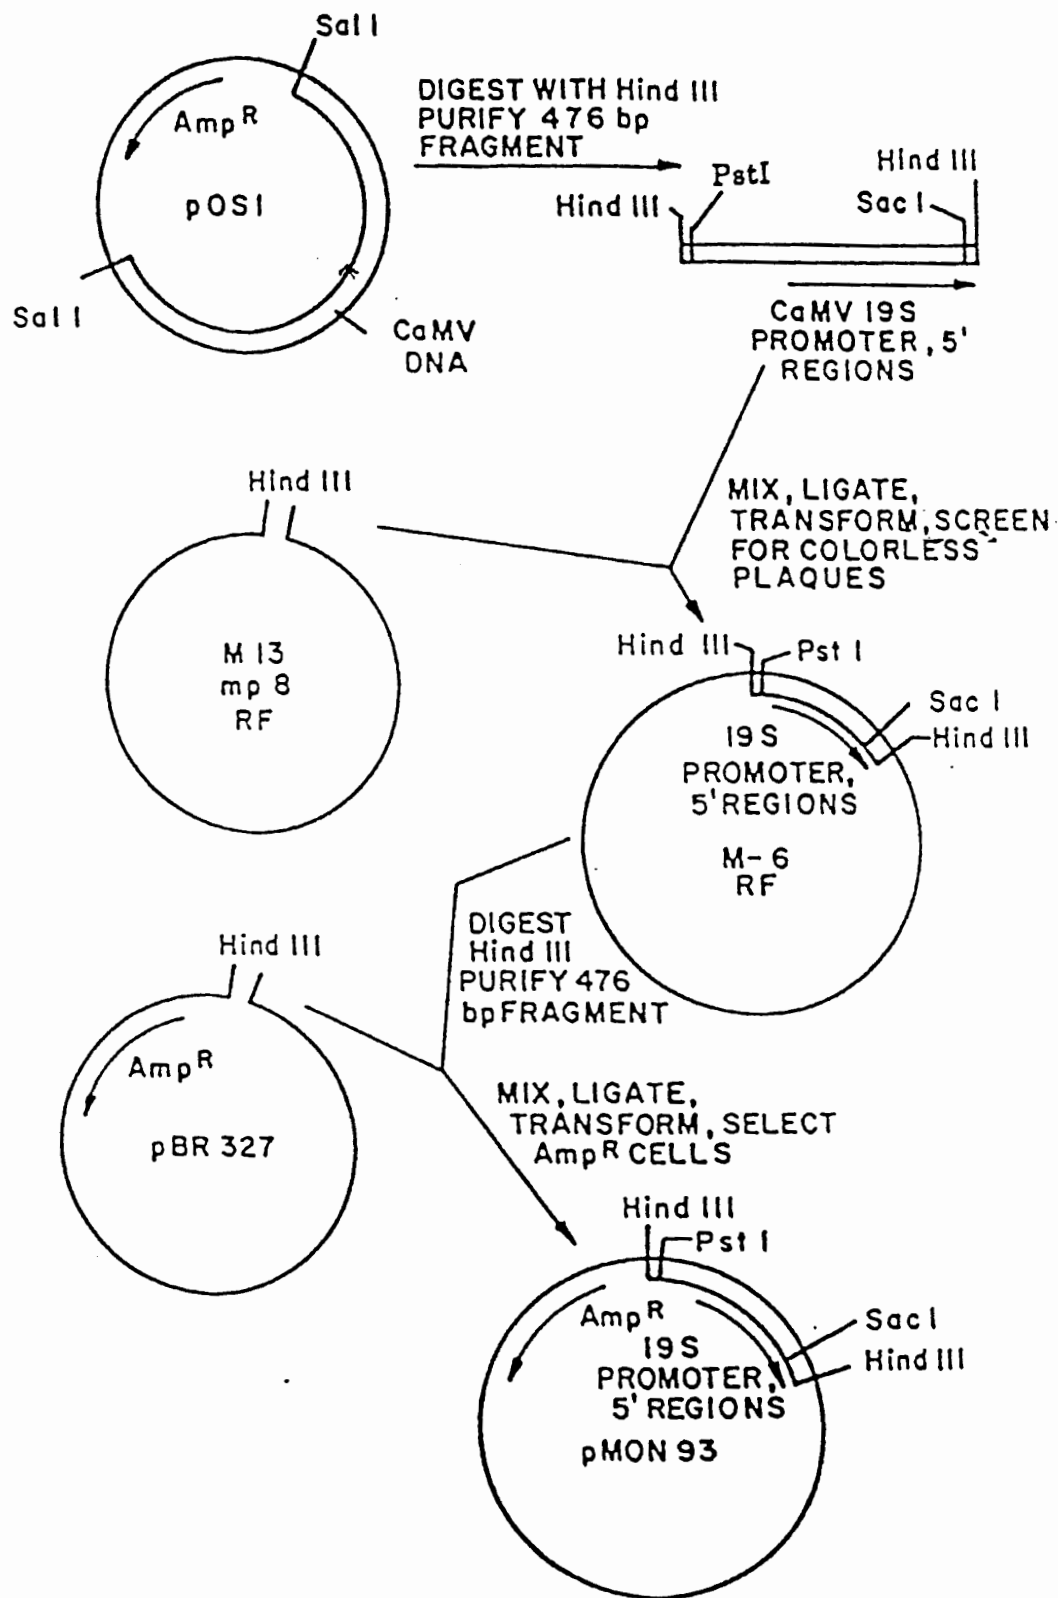 Sal I
Amp R
pOS1
Sal I
CaMV
DNA
DIGEST WITH Hind III
PURIFY 476 bp
FRAGMENT
Hind III
PstI
Sac I
Hind III
CaMV 19S
PROMOTER, 5'
REGIONS
Hind III
M 13
mp 8
RF
MIX, LIGATE,
TRANSFORM, SCREEN
FOR COLORLESS
PLAQUES
Hind III
Pst I
Sac I
Hind III
19S
PROMOTER,
5' REGIONS
M-6
RF
DIGEST
Hind III
PURIFY 476
bp FRAGMENT
Hind III
Amp R
pBR 327
MIX, LIGATE,
TRANSFORM, SELECT
Amp R CELLS
Hind III
Pst I
Amp R
Sac I
Hind III
19S
PROMOTER,
5' REGIONS
pMON 93